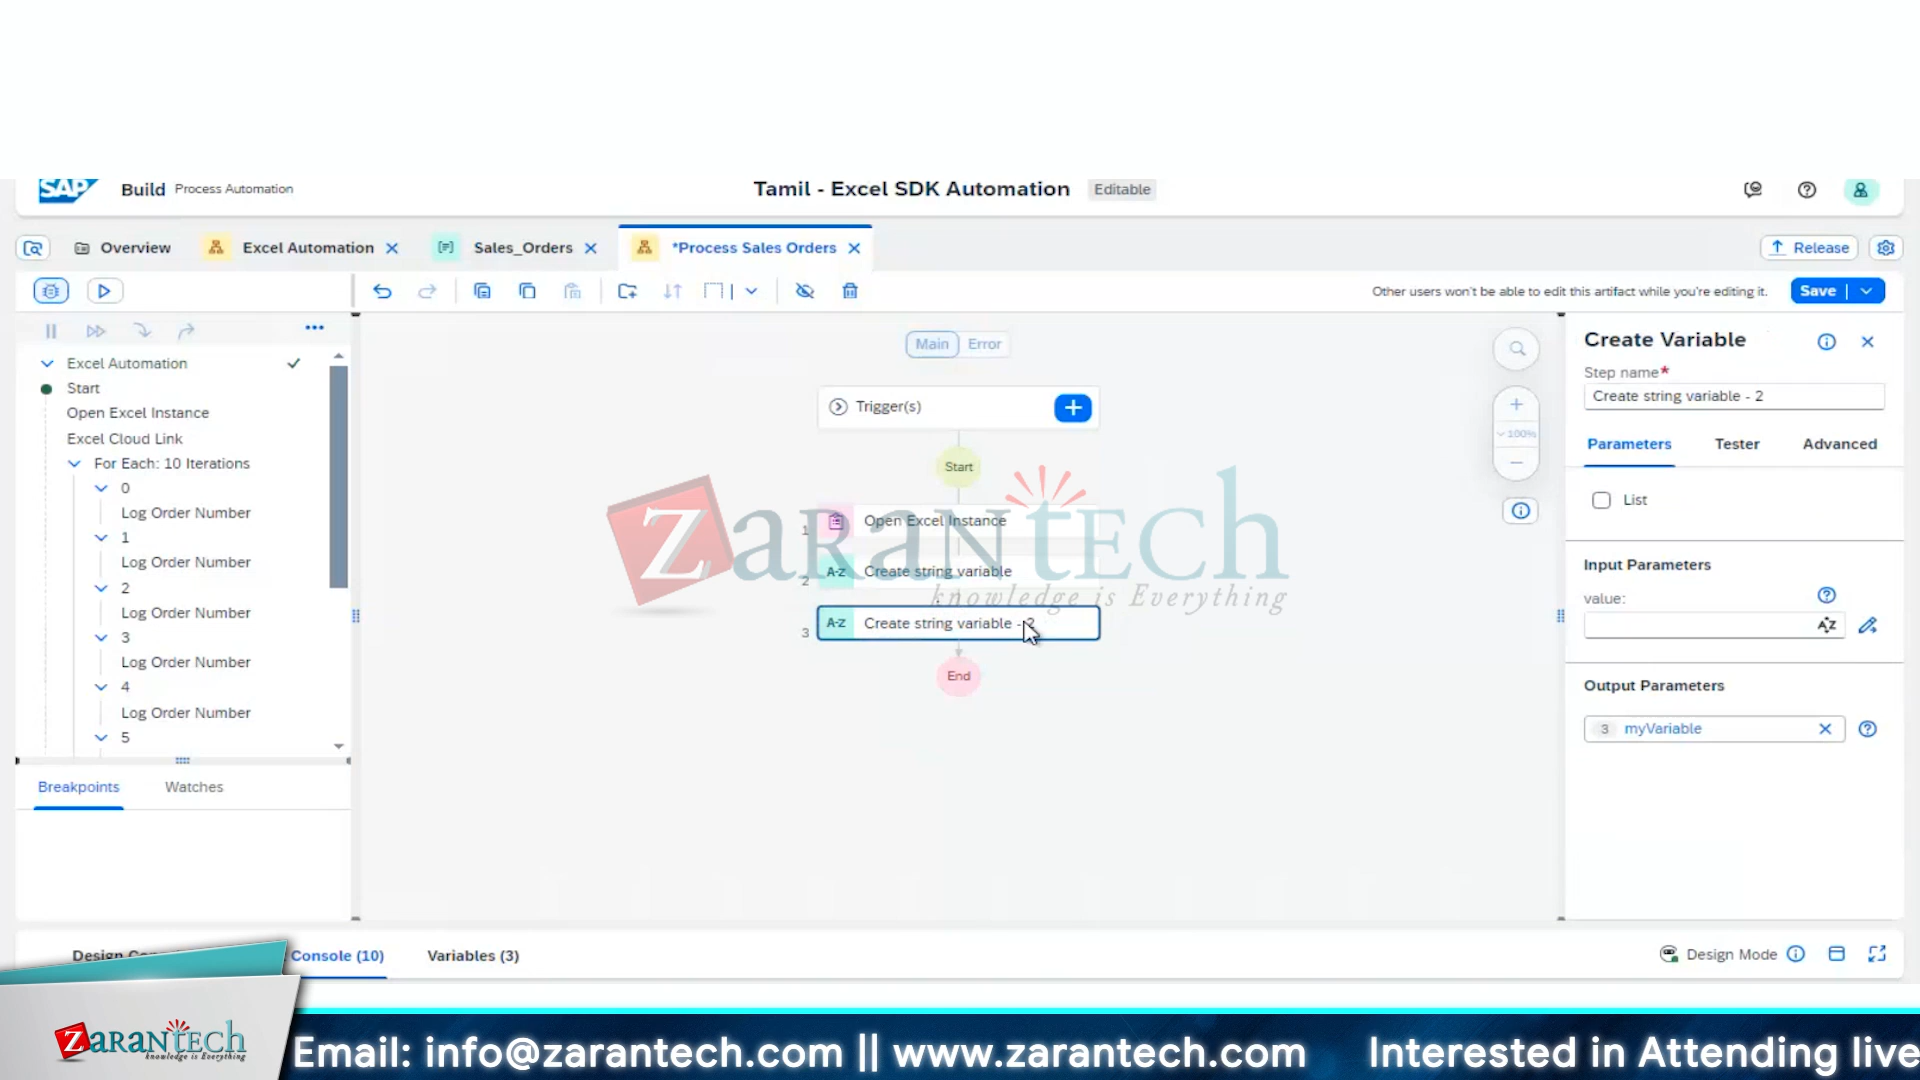 SAP Build Process Automation
Tamil - Excel SDK Automation Editable
Overview
Excel Automation
Sales_Orders
*Process Sales Orders
Release
Other users won't be able to edit this artifact while you're editing it.
Save
Excel Automation
Start
Open Excel Instance
Excel Cloud Link
For Each: 10 Iterations
0
Log Order Number
1
Log Order Number
2
Log Order Number
3
Log Order Number
4
Log Order Number
5
Breakpoints
Watches
Main
Error
Trigger(s)
Start
1 Open Excel Instance
2 A-Z Create string variable
3 A-Z Create string variable - 2
End
100%
ZaranTech
knowledge is Everything
Create Variable
Step name*
Create string variable - 2
Parameters
Tester
Advanced
List
Input Parameters
value:
Output Parameters
3 myVariable
Design
Console (10)
Variables (3)
Design Mode
ZaranTech
knowledge is Everything
Email: info@zarantech.com || www.zarantech.com
Interested in Attending live